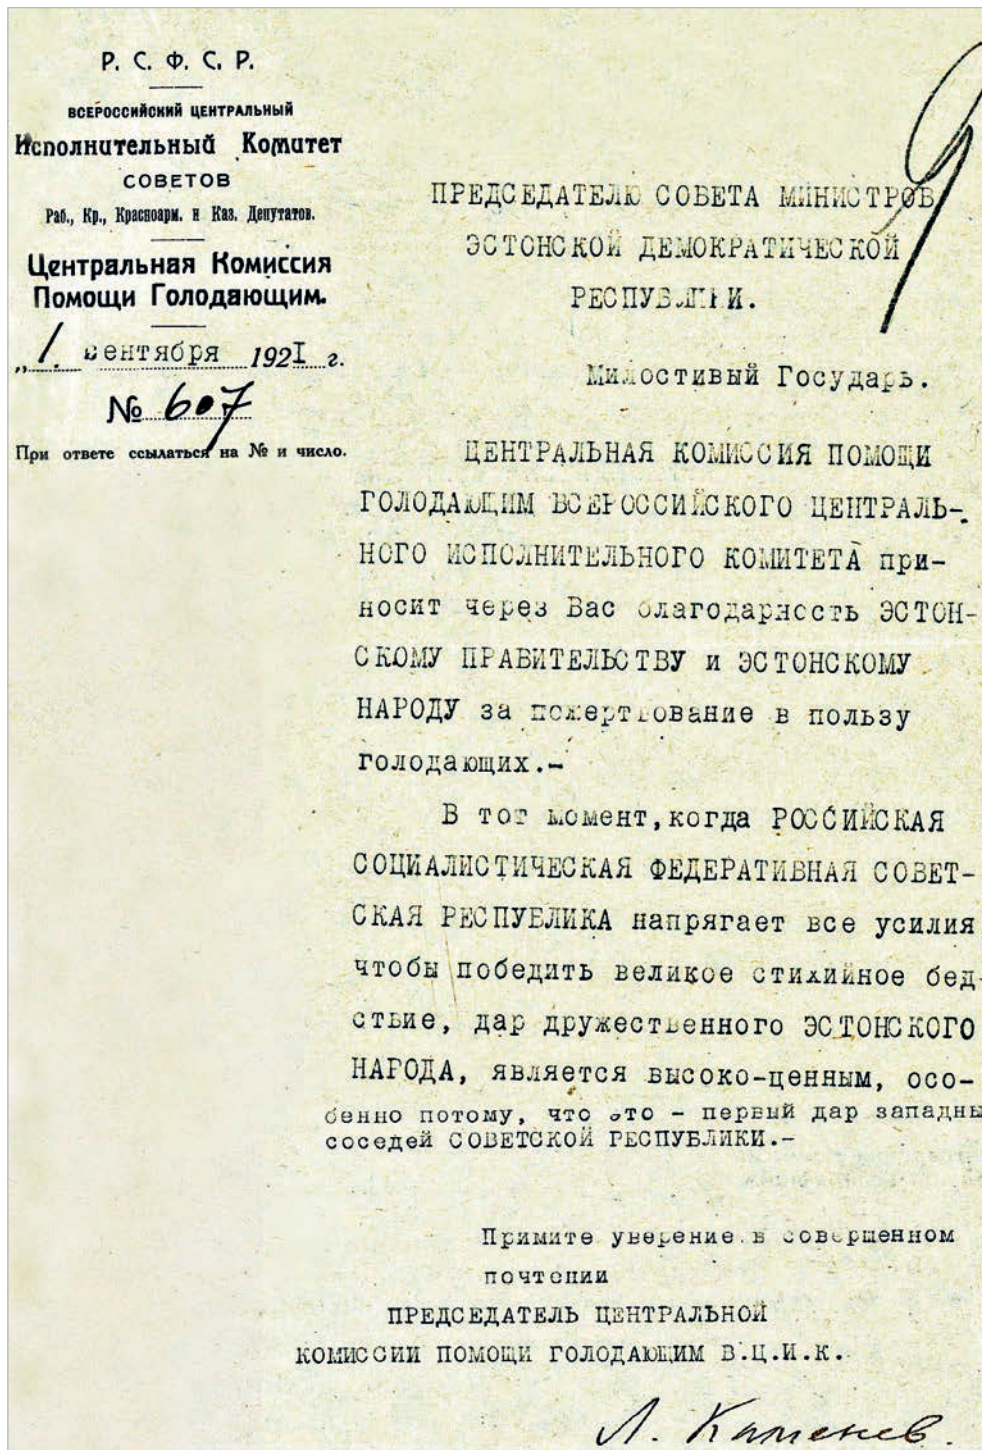 Р. С. Ф. С. Р.
ВСЕРОССИЙСКИЙ ЦЕНТРАЛЬНЫЙ
Исполнительный Комитет
СОВЕТОВ
Раб., Кр., Красноарм. и Каз. Депутатов.
Центральная Комиссия
Помощи Голодающим.
„1. сентября 1921 г.
№ 607
При ответе ссылаться на № и число.
9
ПРЕДСЕДАТЕЛЮ СОВЕТА МИНИСТРОВ
ЭСТОНСКОЙ ДЕМОКРАТИЧЕСКОЙ
РЕСПУБЛИКИ.
Милостивый Государь.
ЦЕНТРАЛЬНАЯ КОМИССИЯ ПОМОЩИ
ГОЛОДАЮЩИМ ВСЕРОССИЙСКОГО ЦЕНТРАЛЬ-
НОГО ИСПОЛНИТЕЛЬНОГО КОМИТЕТА при-
носит через Вас благодарность ЭСТОН-
СКОМУ ПРАВИТЕЛЬСТВУ и ЭСТОНСКОМУ
НАРОДУ за пожертвование в пользу
голодающих.-
В тот момент, когда РОССИЙСКАЯ
СОЦИАЛИСТИЧЕСКАЯ ФЕДЕРАТИВНАЯ СОВЕТ-
СКАЯ РЕСПУБЛИКА напрягает все усилия
чтобы победить великое стихийное бед-
ствие, дар дружественного ЭСТОНСКОГО
НАРОДА, является высоко-ценным, осо-
бенно потому, что это - первый дар западны
соседей СОВЕТСКОЙ РЕСПУБЛИКИ.-
Примите уверение в совершенном
почтении
ПРЕДСЕДАТЕЛЬ ЦЕНТРАЛЬНОЙ
КОМИССИИ ПОМОЩИ ГОЛОДАЮЩИМ В.Ц.И.К.
Л. Каменев.